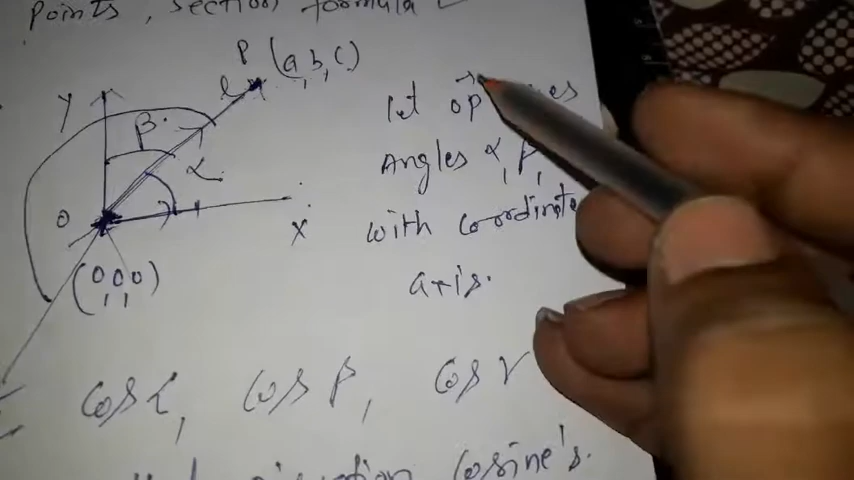 Points, section formula
P (a, b, c)
Y
β
α
O
X
(0,0,0)
let OP
Angles α, β,
with coordinate
axis.
cos α, cos β, cos γ
cosine's.